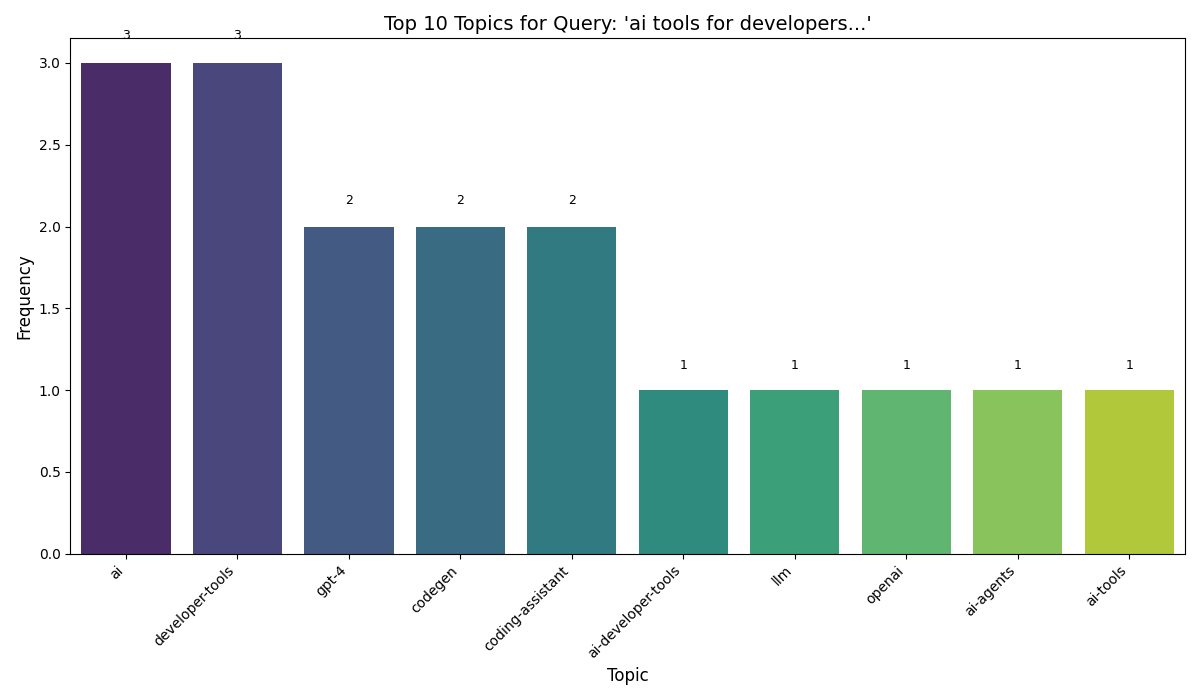 Top 10 Topics for Query: 'ai tools for developers...'
3 3
3.0
2.5
2 2 2
2.0
1.5
1 1 1 1 1
1.0
0.5
0.0
Frequency
ai developer-tools gpt-4 codegen coding-assistant ai-developer-tools llm openai ai-agents ai-tools
Topic